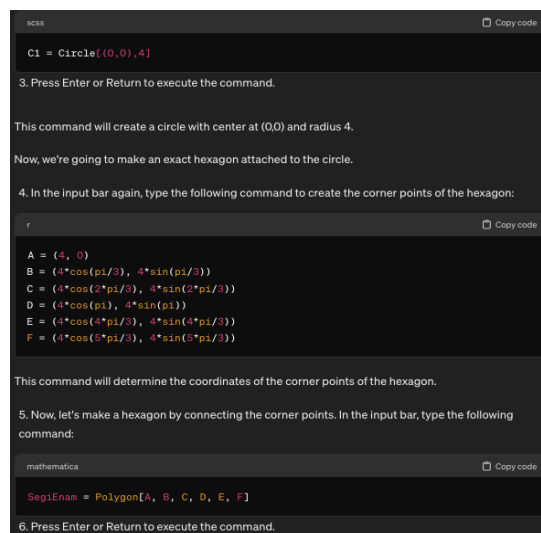 scss
Copy code
C1 = Circle[(0,0),4]
3. Press Enter or Return to execute the command.
This command will create a circle with center at (0,0) and radius 4.
Now, we're going to make an exact hexagon attached to the circle.
4. In the input bar again, type the following command to create the corner points of the hexagon:
r
Copy code
A = (4, 0)
B = (4*cos(pi/3), 4*sin(pi/3))
C = (4*cos(2*pi/3), 4*sin(2*pi/3))
D = (4*cos(pi), 4*sin(pi))
E = (4*cos(4*pi/3), 4*sin(4*pi/3))
F = (4*cos(5*pi/3), 4*sin(5*pi/3))
This command will determine the coordinates of the corner points of the hexagon.
5. Now, let's make a hexagon by connecting the corner points. In the input bar, type the following
command:
mathematica
Copy code
SegiEnam = Polygon[A, B, C, D, E, F]
6. Press Enter or Return to execute the command.